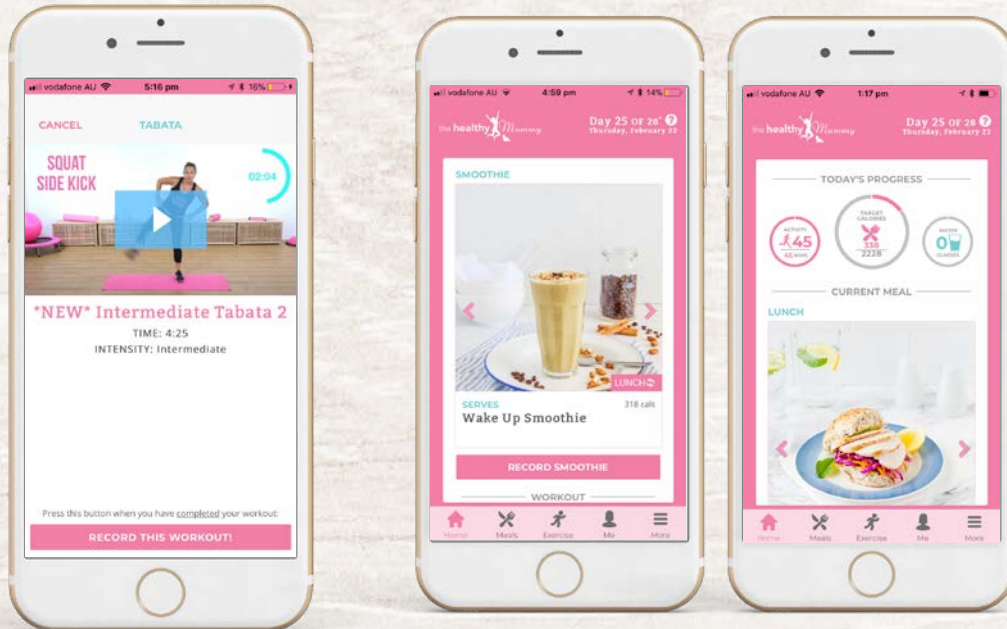 vodafone AU 5:16 pm 16%
CANCEL TABATA
SQUAT
SIDE KICK
02:04
*NEW* Intermediate Tabata 2
TIME: 4:25
INTENSITY: Intermediate
Press this button when you have completed your workout:
RECORD THIS WORKOUT!
vodafone AU 4:59 pm 14%
the healthy Mummy
Day 25 OF 28
Thursday, February 22
SMOOTHIE
LUNCH
SERVES 318 cals
Wake Up Smoothie
RECORD SMOOTHIE
WORKOUT
Home Meals Exercise Me More
vodafone AU 1:17 pm
the healthy Mummy
Day 25 OF 28
Thursday, February 22
TODAY'S PROGRESS
ACTIVITY
45
45 MINS
TARGET
CALORIES
338
2228
WATER
0
GLASSES
CURRENT MEAL
LUNCH
Home Meals Exercise Me More